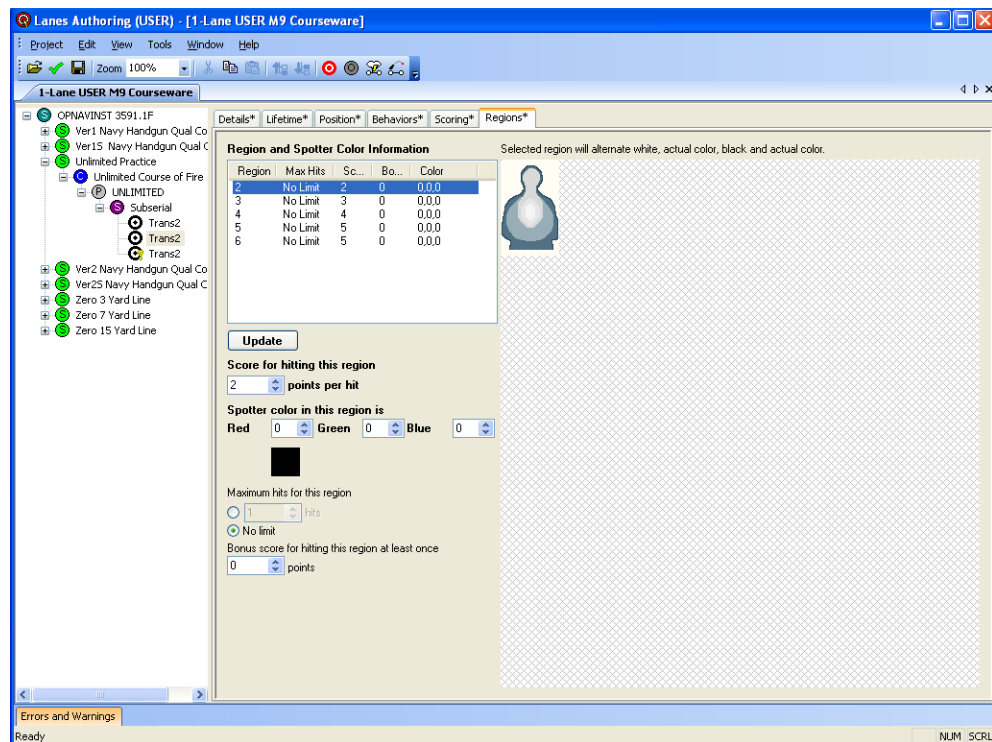 Lanes Authoring (USER) - [1-Lane USER M9 Courseware]
Project Edit View Tools Window Help
Zoom 100%
1-Lane USER M9 Courseware
OPNAVINST 3591.1F
Ver1 Navy Handgun Qual Co
Ver1S Navy Handgun Qual C
Unlimited Practice
Unlimited Course of Fire
UNLIMITED
Subserial
Trans2
Trans2
Trans2
Ver2 Navy Handgun Qual Co
Ver2S Navy Handgun Qual C
Zero 3 Yard Line
Zero 7 Yard Line
Zero 15 Yard Line
Details* Lifetime* Position* Behaviors* Scoring* Regions*
Region and Spotter Color Information
Selected region will alternate white, actual color, black and actual color.
Region Max Hits Sc... Bo... Color
2 No Limit 2 0 0,0,0
3 No Limit 3 0 0,0,0
4 No Limit 4 0 0,0,0
5 No Limit 5 0 0,0,0
6 No Limit 5 0 0,0,0
Update
Score for hitting this region
2 points per hit
Spotter color in this region is
Red 0 Green 0 Blue 0
Maximum hits for this region
1 hits
No limit
Bonus score for hitting this region at least once
0 points
Errors and Warnings
Ready NUM SCRL